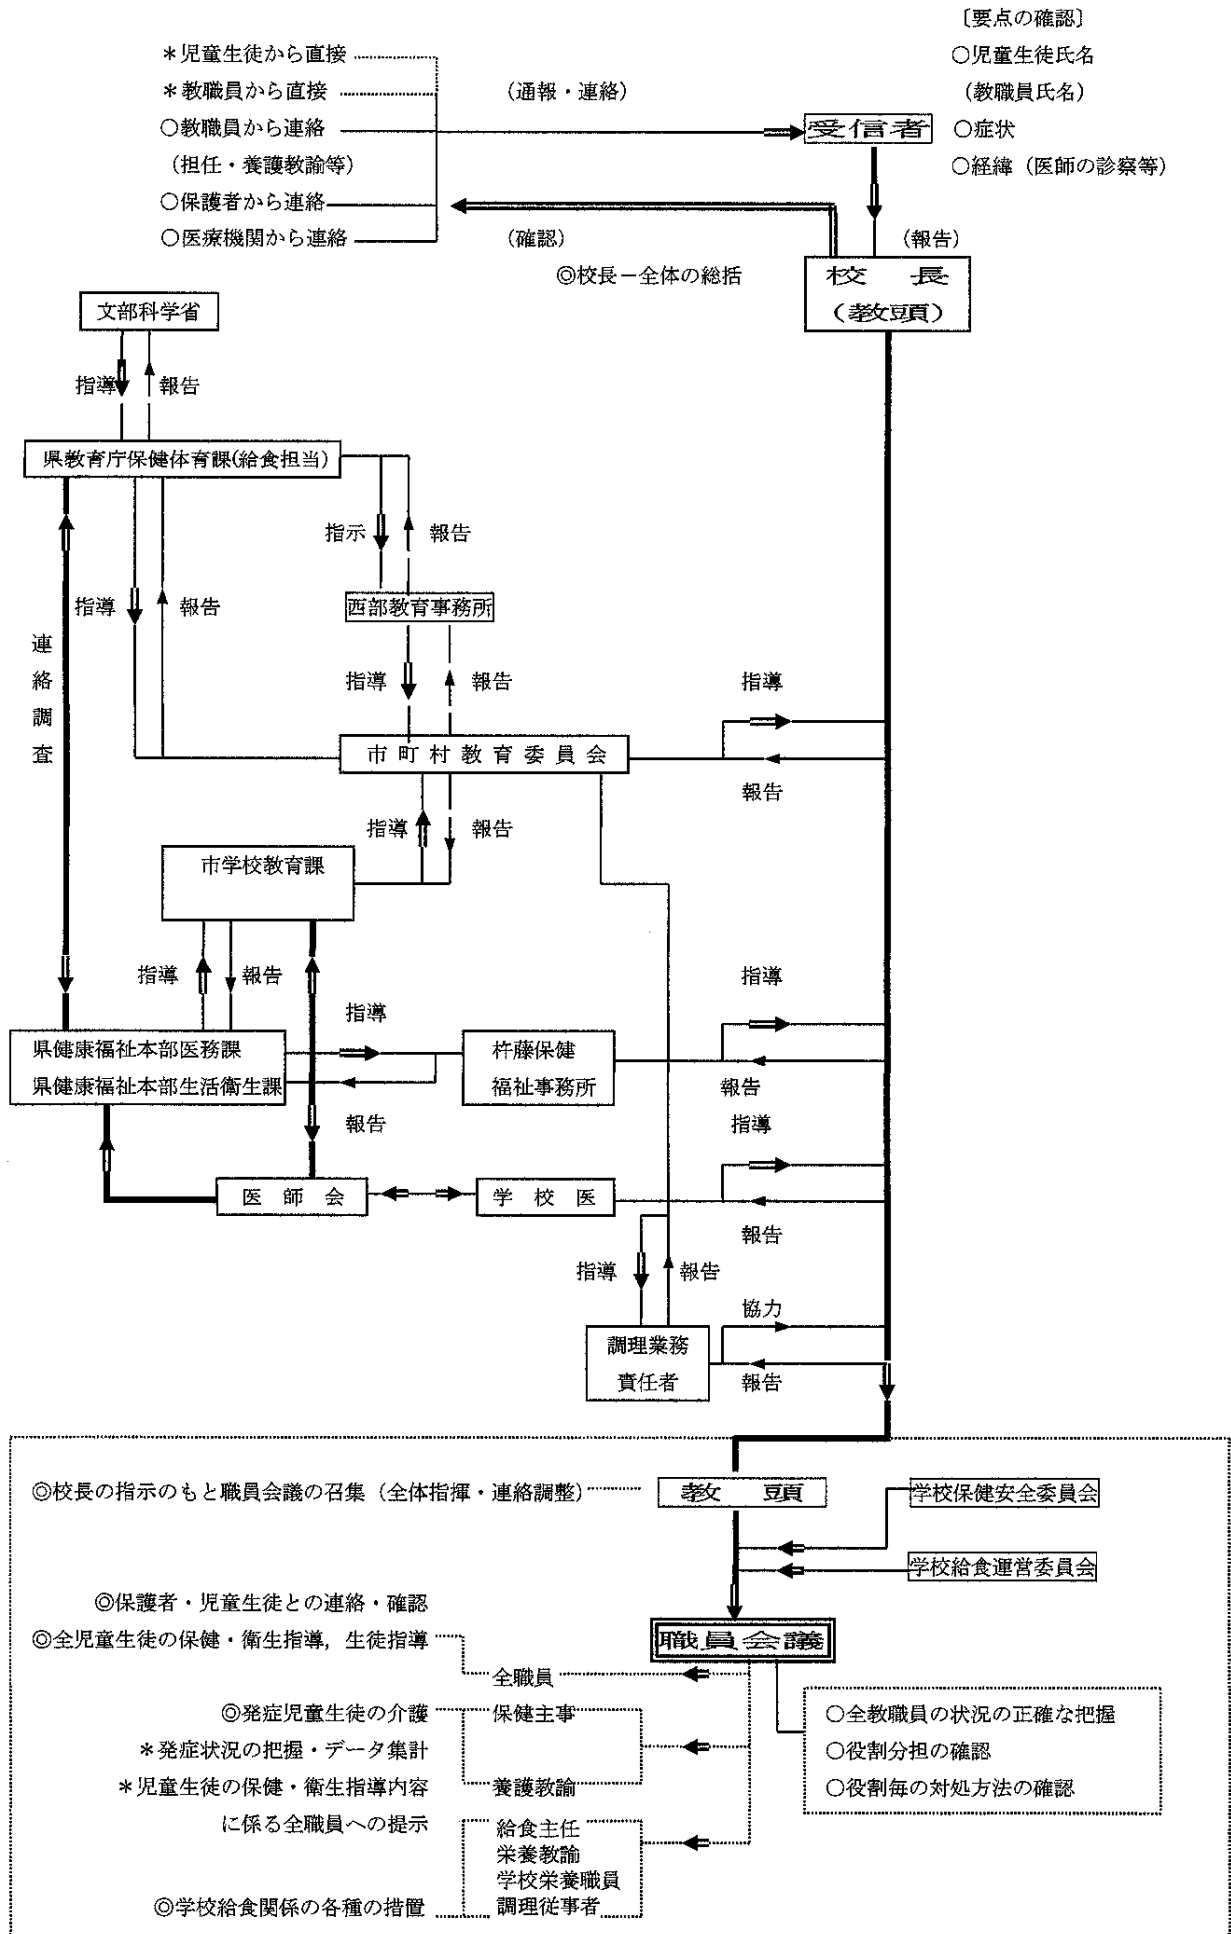 〔要点の確認〕
＊児童生徒から直接
○児童生徒氏名
＊教職員から直接
（通報・連絡）
（教職員氏名）
○教職員から連絡
受信者
○症状
（担任・養護教諭等）
○経緯（医師の診察等）
○保護者から連絡
○医療機関から連絡
（確認）
（報告）
◎校長－全体の総括
校　長
（教頭）
文部科学省
指導
報告
県教育庁保健体育課(給食担当)
指示
報告
指導
報告
西部教育事務所
連絡調査
指導
報告
指導
市町村教育委員会
報告
指導
報告
市学校教育課
指導
報告
指導
指導
県健康福祉本部医務課
県健康福祉本部生活衛生課
杵藤保健
福祉事務所
報告
報告
指導
医師会
学校医
報告
指導
報告
協力
調理業務
責任者
報告
◎校長の指示のもと職員会議の召集（全体指揮・連絡調整）
教　頭
学校保健安全委員会
学校給食運営委員会
◎保護者・児童生徒との連絡・確認
◎全児童生徒の保健・衛生指導，生徒指導
職員会議
全職員
◎発症児童生徒の介護
保健主事
○全教職員の状況の正確な把握
＊発症状況の把握・データ集計
○役割分担の確認
＊児童生徒の保健・衛生指導内容
養護教諭
○役割毎の対処方法の確認
に係る全職員への提示
給食主任
栄養教諭
学校栄養職員
◎学校給食関係の各種の措置
調理従事者